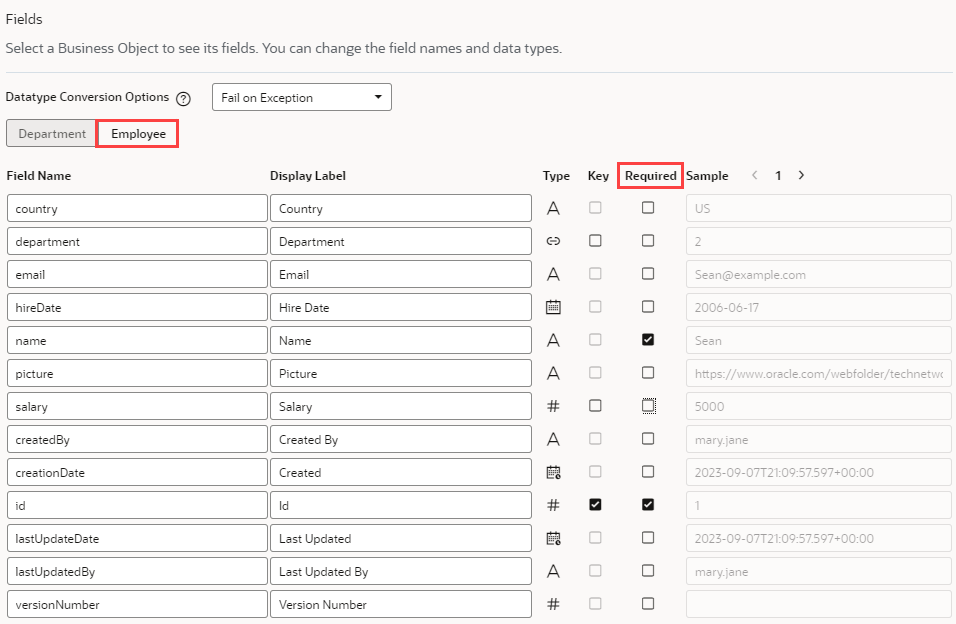 Fields
Select a Business Object to see its fields. You can change the field names and data types.
Datatype Conversion Options ? Fail on Exception
Department Employee
Field Name Display Label Type Key Required Sample < 1 >
country Country A US
department Department 2
email Email A Sean@example.com
hireDate Hire Date 2006-06-17
name Name A Sean
picture Picture A https://www.oracle.com/webfolder/technetwo
salary Salary # 5000
createdBy Created By A mary.jane
creationDate Created 2023-09-07T21:09:57.597+00:00
id Id # 1
lastUpdateDate Last Updated 2023-09-07T21:09:57.597+00:00
lastUpdatedBy Last Updated By A mary.jane
versionNumber Version Number #